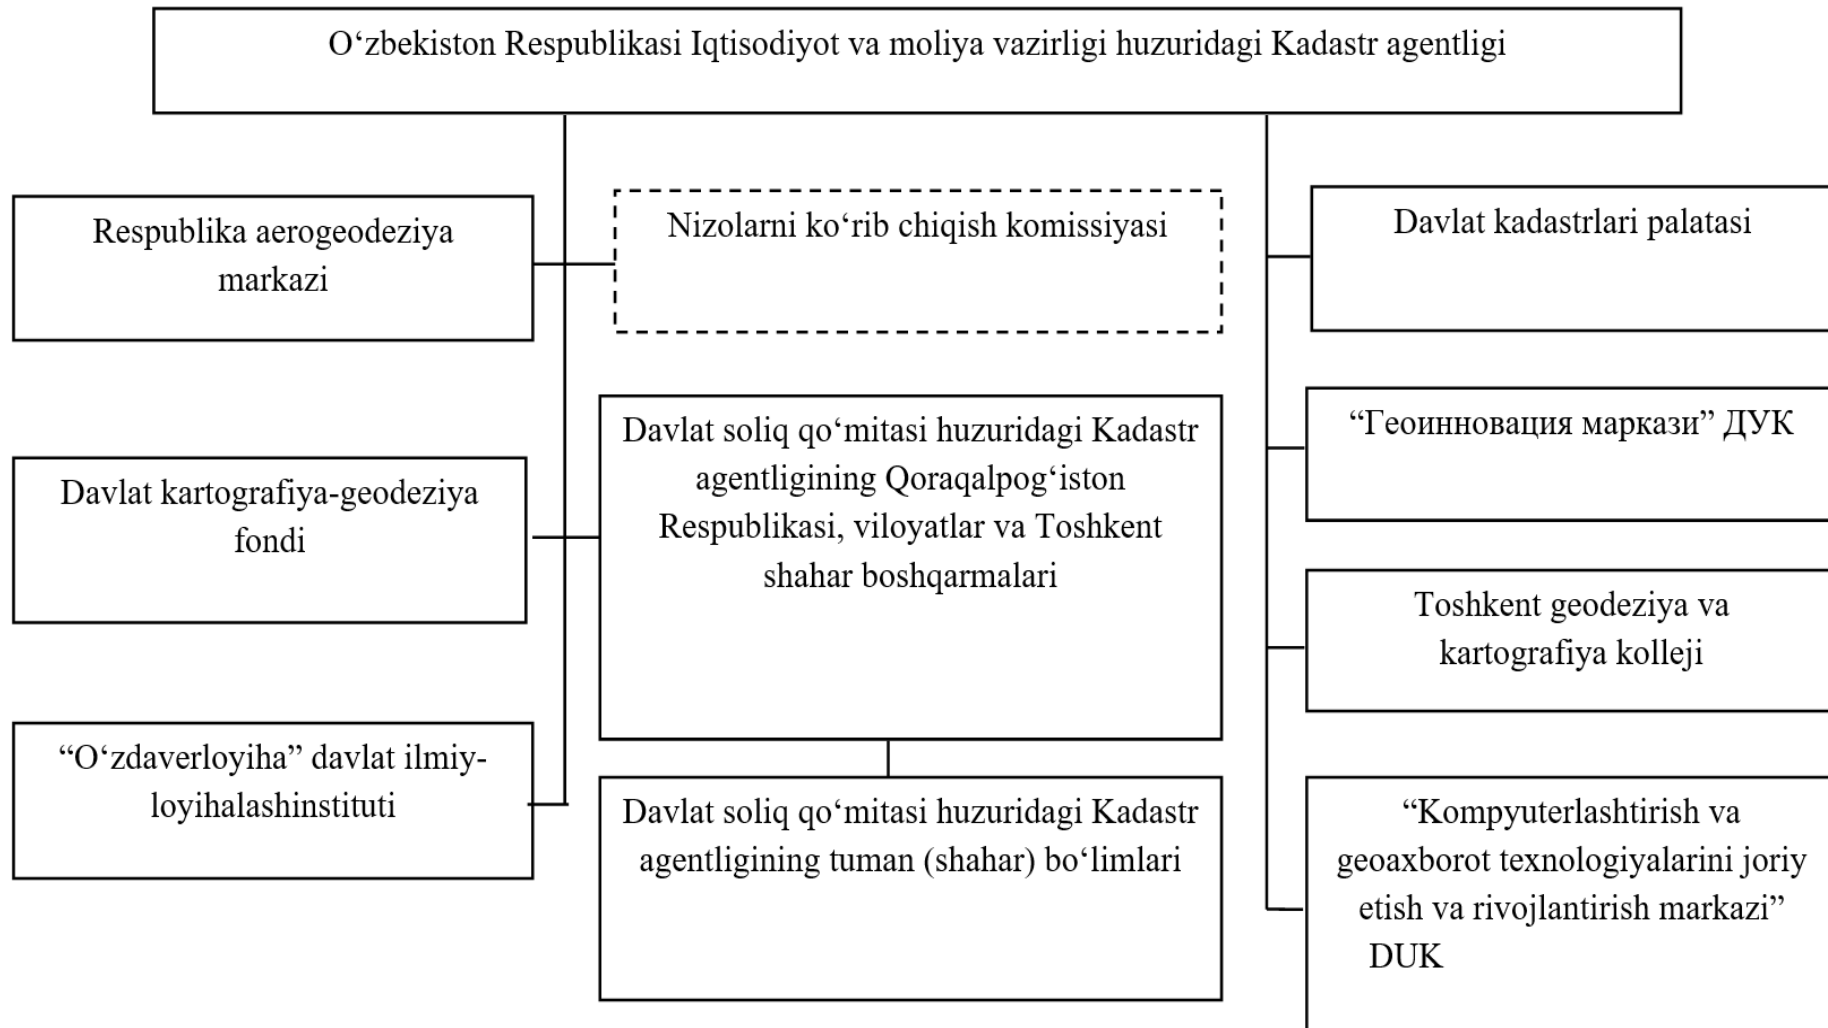 O‘zbekiston Respublikasi Iqtisodiyot va moliya vazirligi huzuridagi Kadastr agentligi
Respublika aerogeodeziya
markazi
Nizolarni ko‘rib chiqish komissiyasi
Davlat kadastrlari palatasi
Davlat kartografiya-geodeziya
fondi
Davlat soliq qo‘mitasi huzuridagi Kadastr
agentligining Qoraqalpog‘iston
Respublikasi, viloyatlar va Toshkent
shahar boshqarmalari
“Геоинновация маркази” ДУК
Toshkent geodeziya va
kartografiya kolleji
“O‘zdaverloyiha” davlat ilmiy-
loyihalashinstituti
Davlat soliq qo‘mitasi huzuridagi Kadastr
agentligining tuman (shahar) bo‘limlari
“Kompyuterlashtirish va
geoaxborot texnologiyalarini joriy
etish va rivojlantirish markazi”
DUK